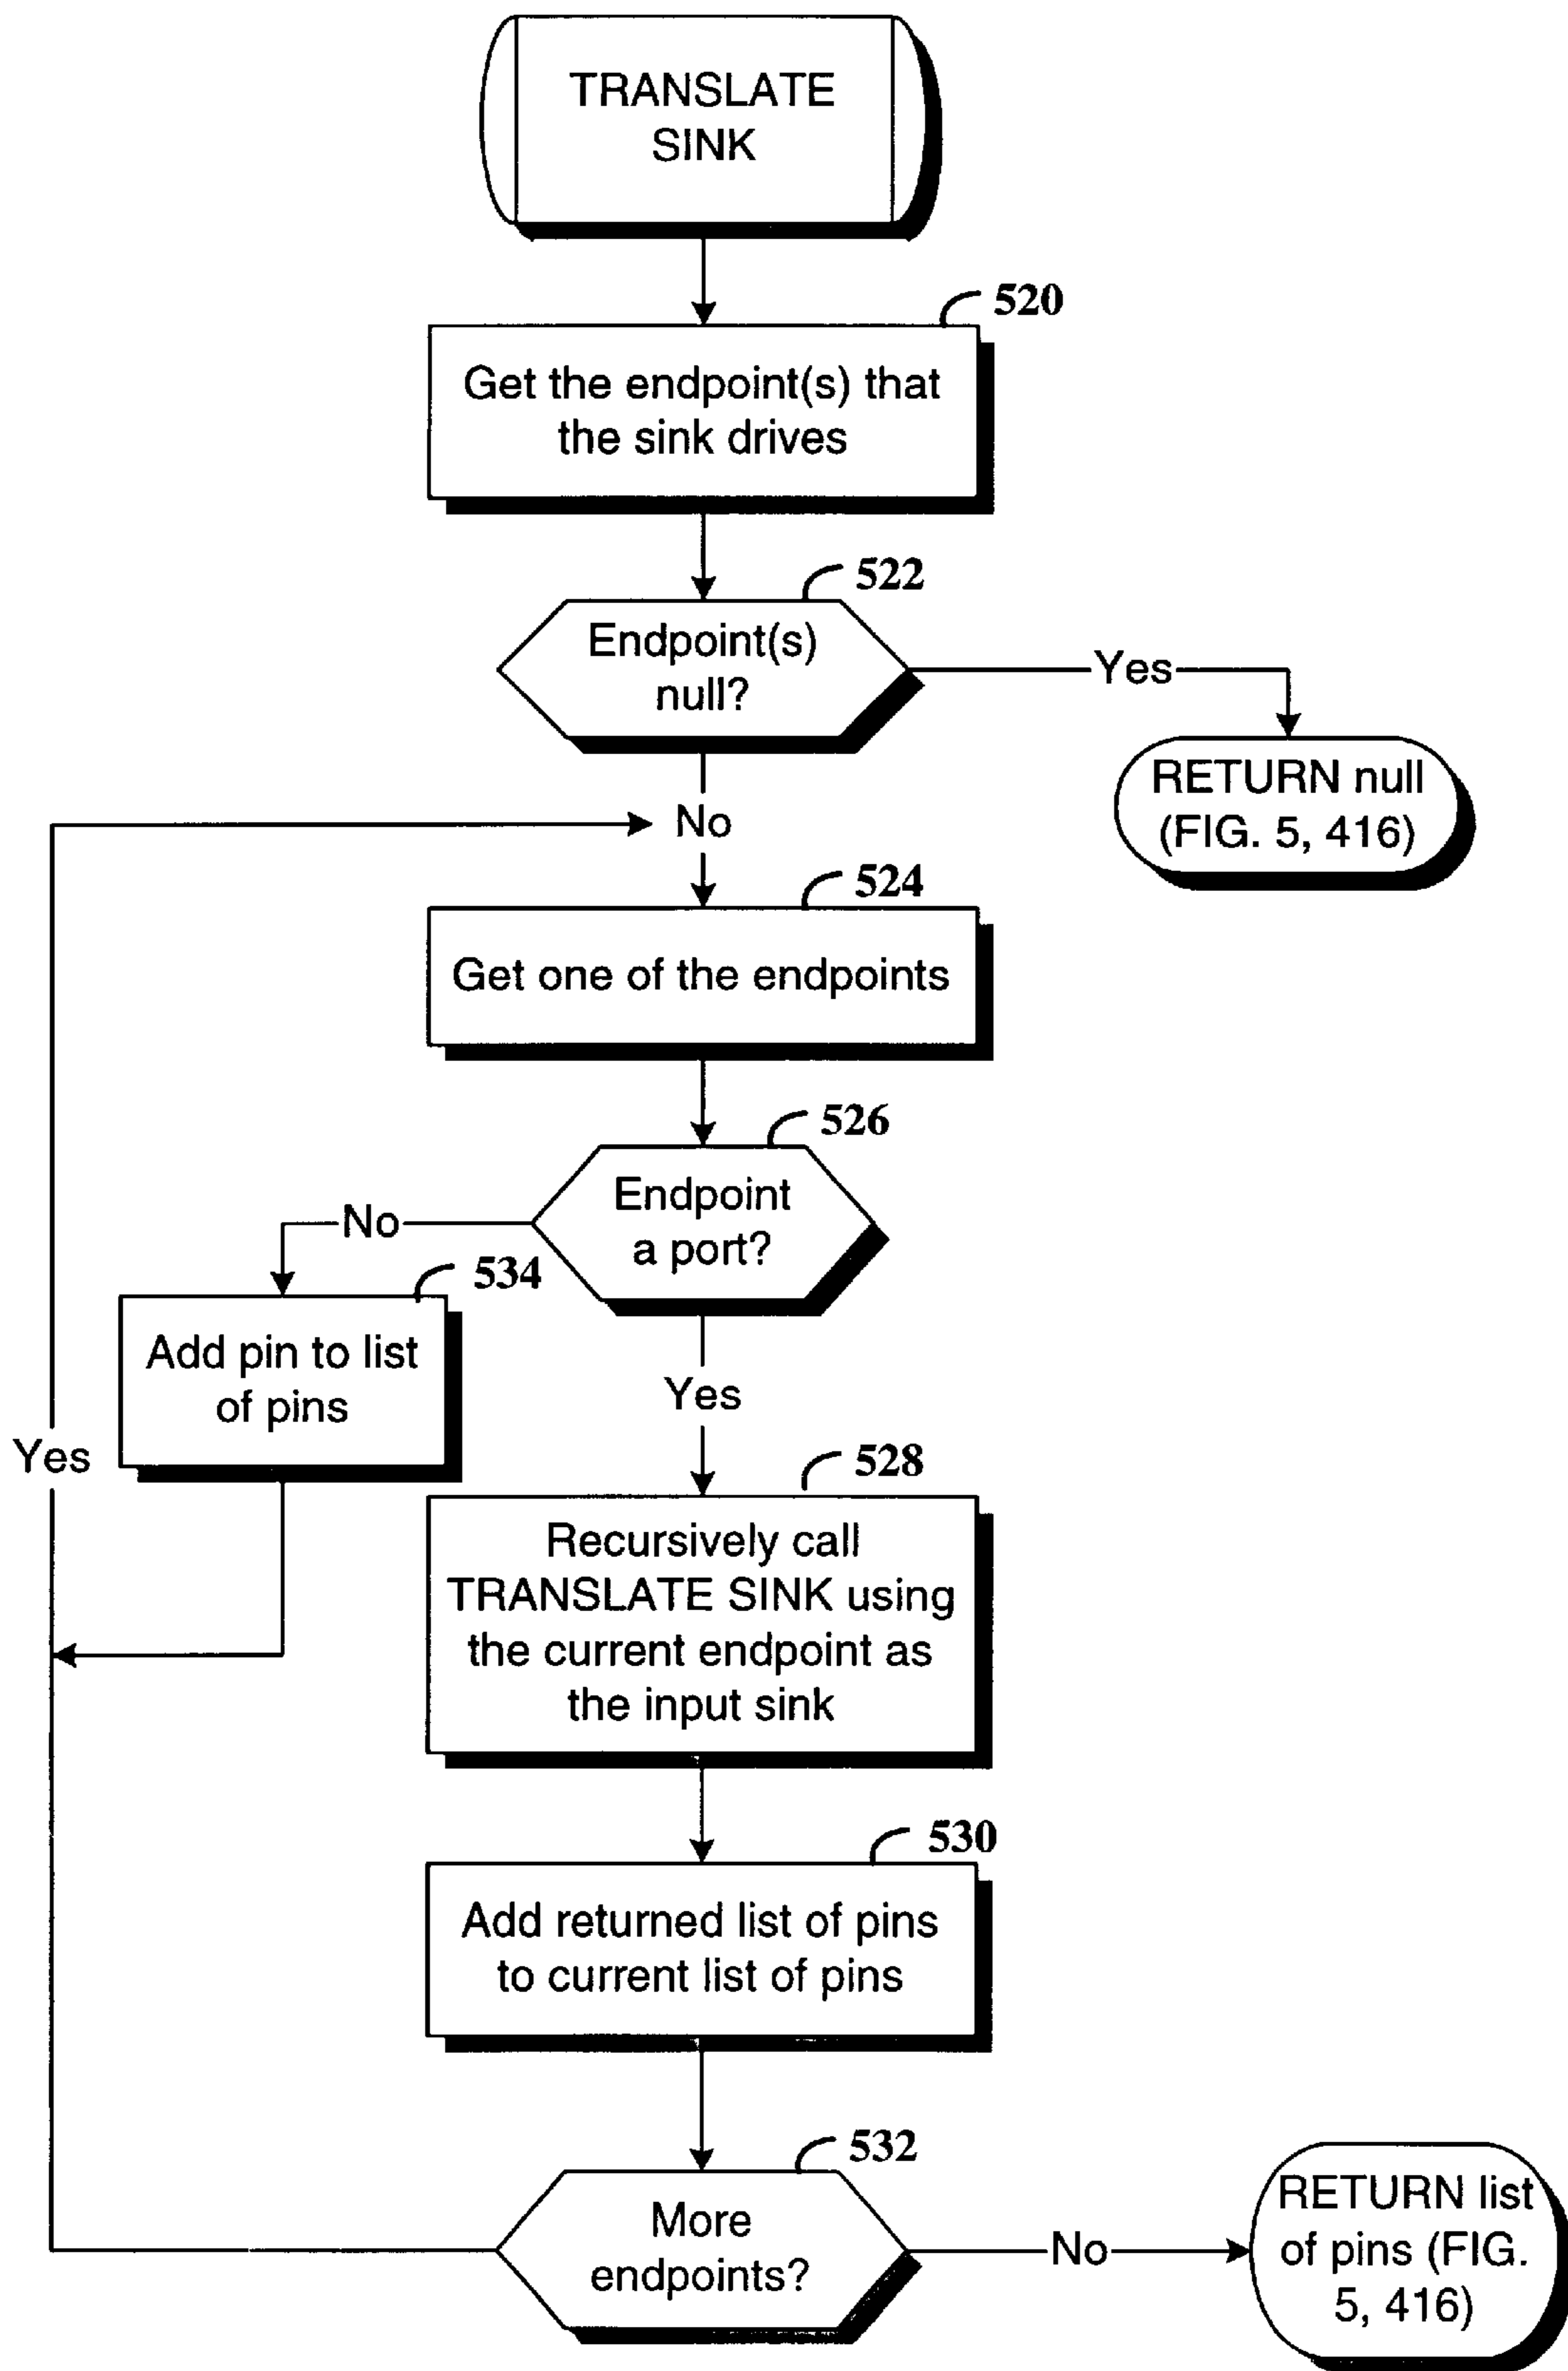 TRANSLATE
SINK
520
Get the endpoint(s) that
the sink drives
522
Endpoint(s)
null?
Yes
RETURN null
(FIG. 5, 416)
No
524
Get one of the endpoints
526
Endpoint
a port?
No
534
Add pin to list
of pins
Yes
Yes
528
Recursively call
TRANSLATE SINK using
the current endpoint as
the input sink
530
Add returned list of pins
to current list of pins
532
More
endpoints?
No
RETURN list
of pins (FIG.
5, 416)